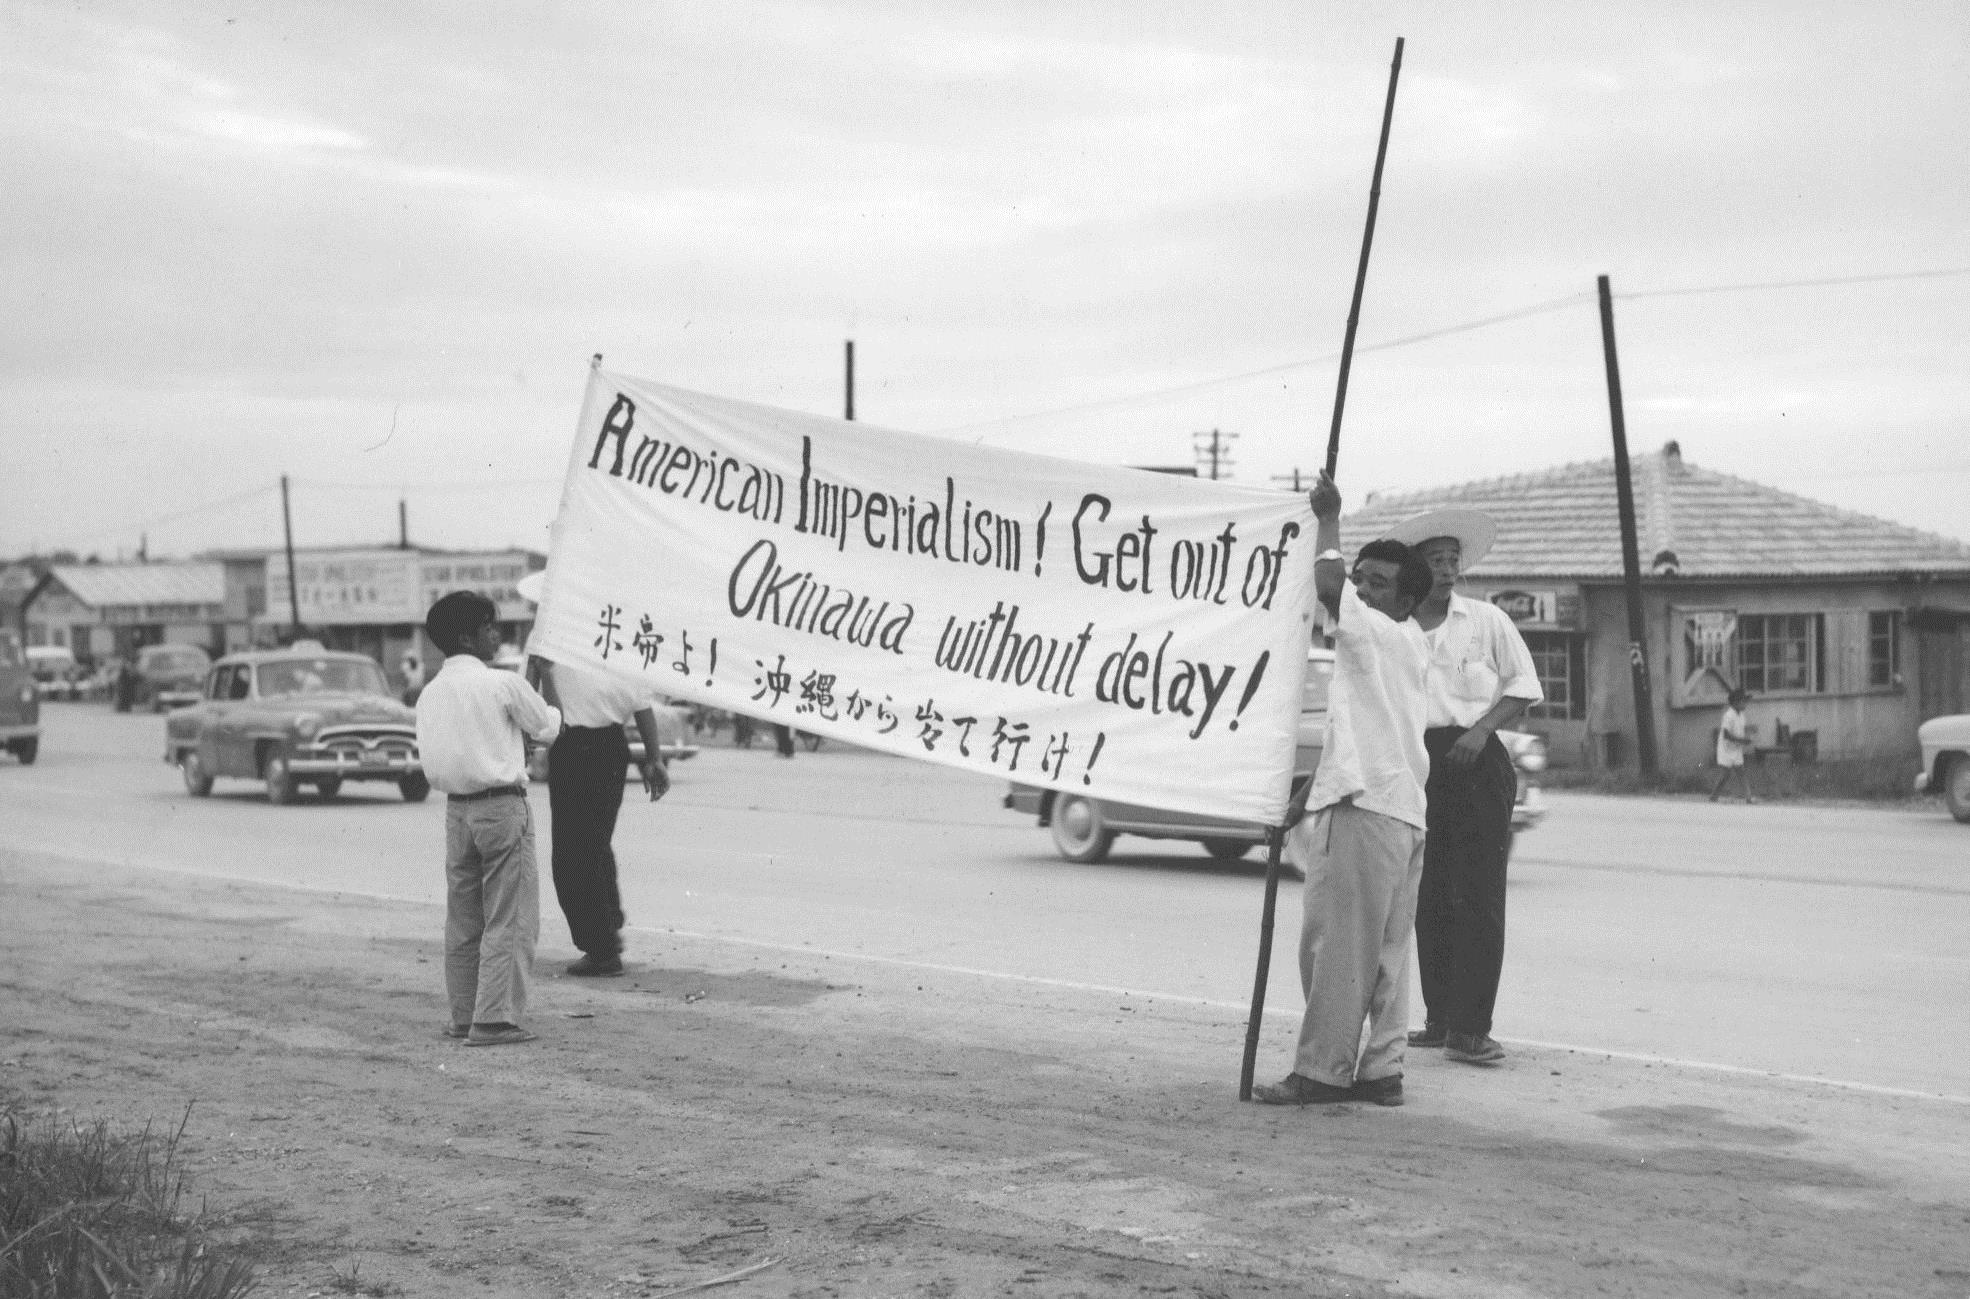 American Imperialism! Get out of
Okinawa without delay!
米帝よ! 沖縄から出て行け!